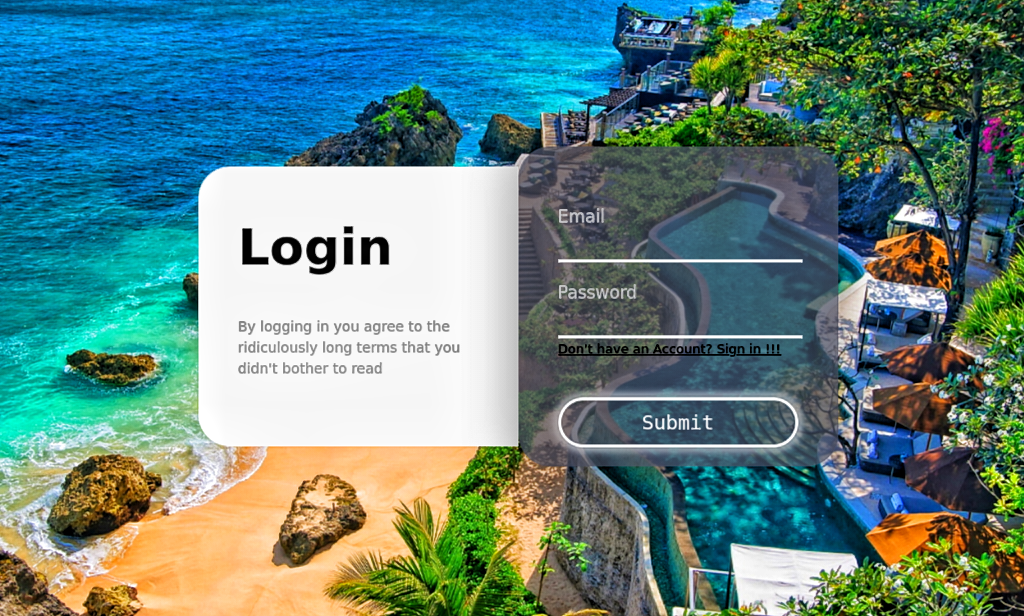 Login
By logging in you agree to the
ridiculously long terms that you
didn't bother to read
Email
Password
Don't have an Account? Sign in !!!
Submit